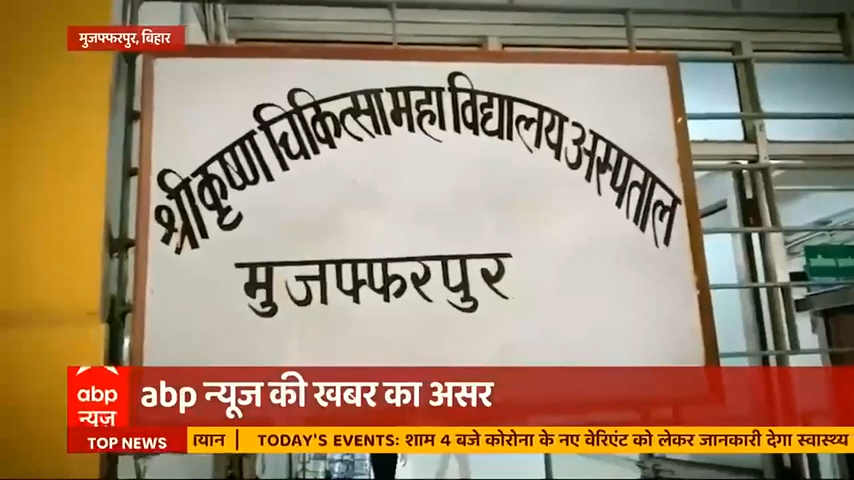 मुजफ्फरपुर, बिहार
श्रीकृष्ण चिकित्सा महा विद्यालय अस्पताल
मुजफ्फरपुर
abp न्यूज़ की खबर का असर
abp
न्यूज़
TOP NEWS
यान | TODAY'S EVENTS: शाम 4 बजे कोरोना के नए वेरिएंट को लेकर जानकारी देगा स्वास्थ्य